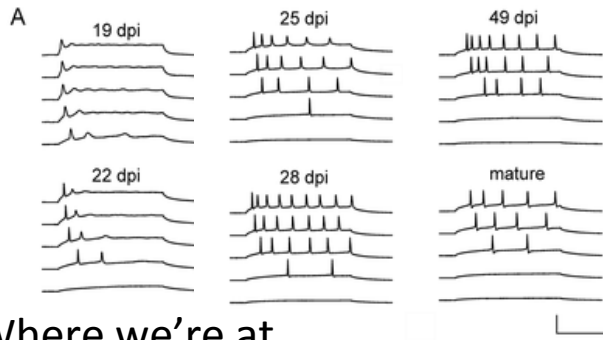 A
19 dpi
25 dpi
49 dpi
22 dpi
28 dpi
mature
Where we're at